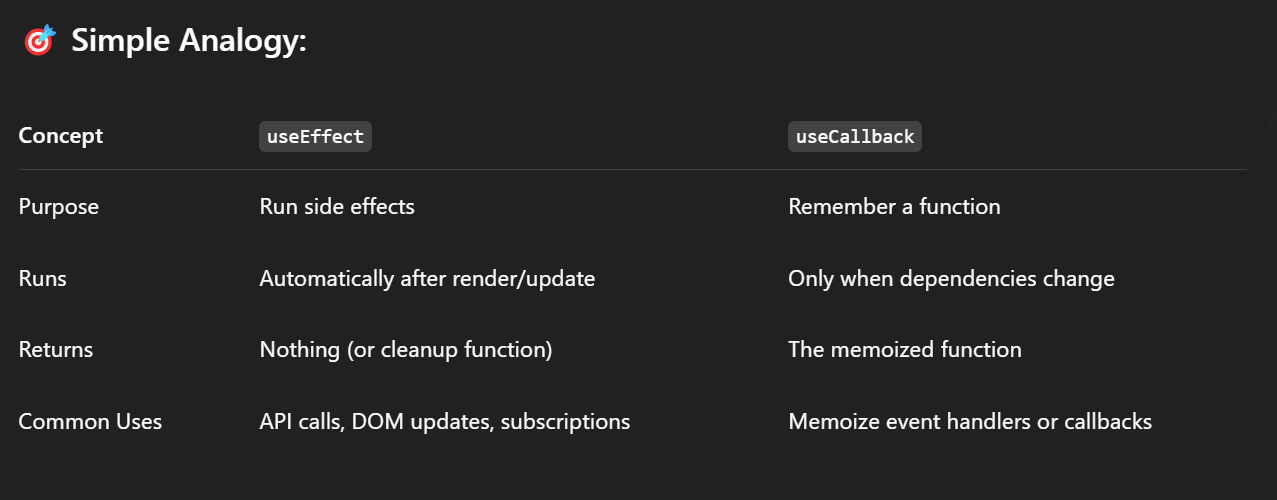 🎯 Simple Analogy:
Concept useEffect useCallback
Purpose Run side effects Remember a function
Runs Automatically after render/update Only when dependencies change
Returns Nothing (or cleanup function) The memoized function
Common Uses API calls, DOM updates, subscriptions Memoize event handlers or callbacks